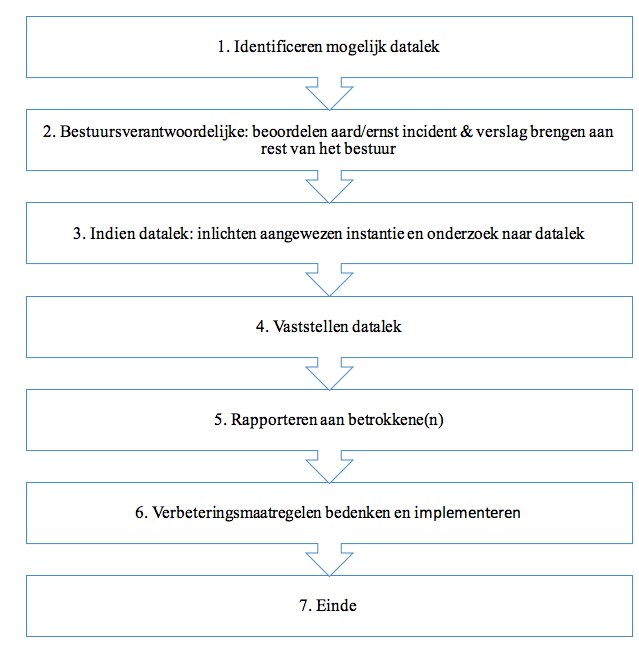 1. Identificeren mogelijk datalek
2. Bestuursverantwoordelijke: beoordelen aard/ernst incident & verslag brengen aan
rest van het bestuur
3. Indien datalek: inlichten aangewezen instantie en onderzoek naar datalek
4. Vaststellen datalek
5. Rapporteren aan betrokkene(n)
6. Verbeteringsmaatregelen bedenken en implementeren
7. Einde